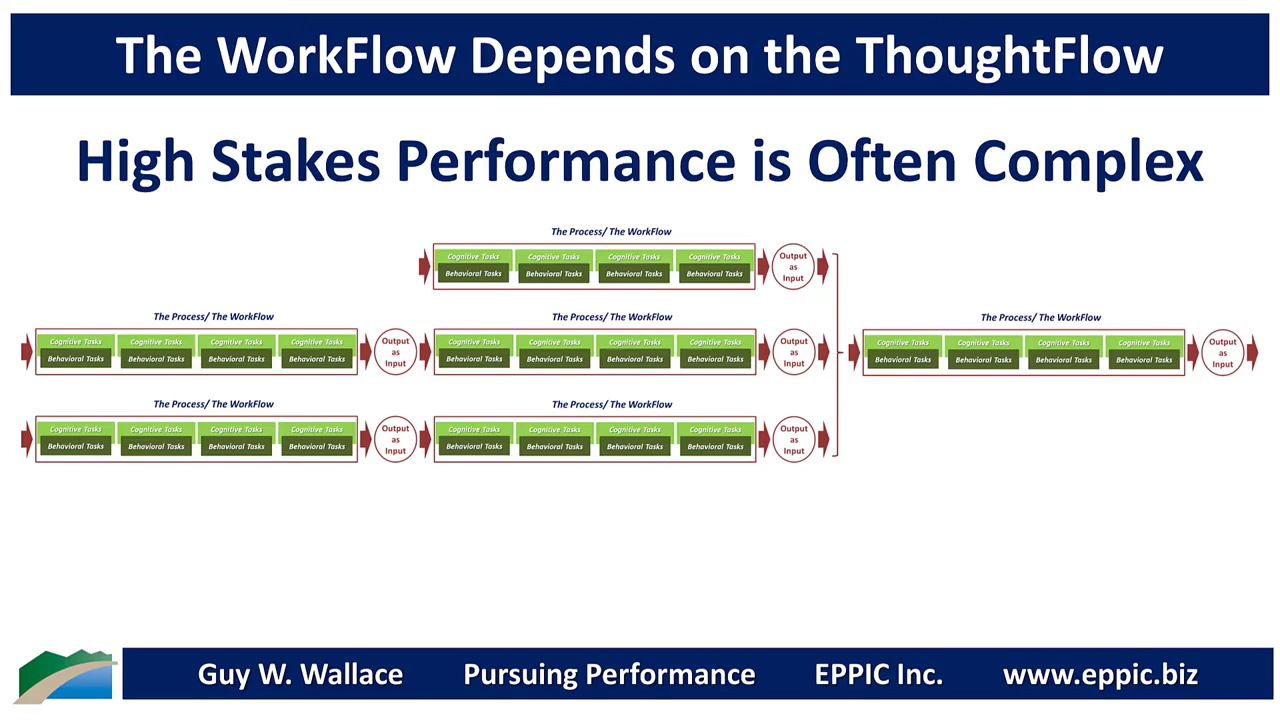 The WorkFlow Depends on the ThoughtFlow
High Stakes Performance is Often Complex
The Process/ The WorkFlow
Cognitive Tasks Cognitive Tasks Cognitive Tasks Cognitive Tasks
Behavioral Tasks Behavioral Tasks Behavioral Tasks Behavioral Tasks
Output
as
Input
The Process/ The WorkFlow
Cognitive Tasks Cognitive Tasks Cognitive Tasks Cognitive Tasks
Behavioral Tasks Behavioral Tasks Behavioral Tasks Behavioral Tasks
Output
as
Input
The Process/ The WorkFlow
Cognitive Tasks Cognitive Tasks Cognitive Tasks Cognitive Tasks
Behavioral Tasks Behavioral Tasks Behavioral Tasks Behavioral Tasks
Output
as
Input
The Process/ The WorkFlow
Cognitive Tasks Cognitive Tasks Cognitive Tasks Cognitive Tasks
Behavioral Tasks Behavioral Tasks Behavioral Tasks Behavioral Tasks
Output
as
Input
The Process/ The WorkFlow
Cognitive Tasks Cognitive Tasks Cognitive Tasks Cognitive Tasks
Behavioral Tasks Behavioral Tasks Behavioral Tasks Behavioral Tasks
Output
as
Input
The Process/ The WorkFlow
Cognitive Tasks Cognitive Tasks Cognitive Tasks Cognitive Tasks
Behavioral Tasks Behavioral Tasks Behavioral Tasks Behavioral Tasks
Output
as
Input
Guy W. Wallace Pursuing Performance EPPIC Inc. www.eppic.biz